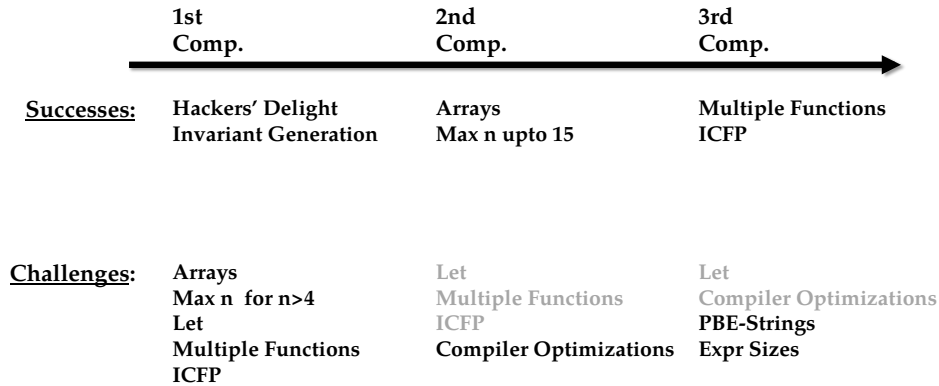 1st Comp.
2nd Comp.
3rd Comp.
Successes:
Hackers' Delight
Invariant Generation
Arrays
Max n upto 15
Multiple Functions
ICFP
Challenges:
Arrays
Max n for n>4
Let
Multiple Functions
ICFP
Let
Multiple Functions
ICFP
Compiler Optimizations
Let
Compiler Optimizations
PBE-Strings
Expr Sizes